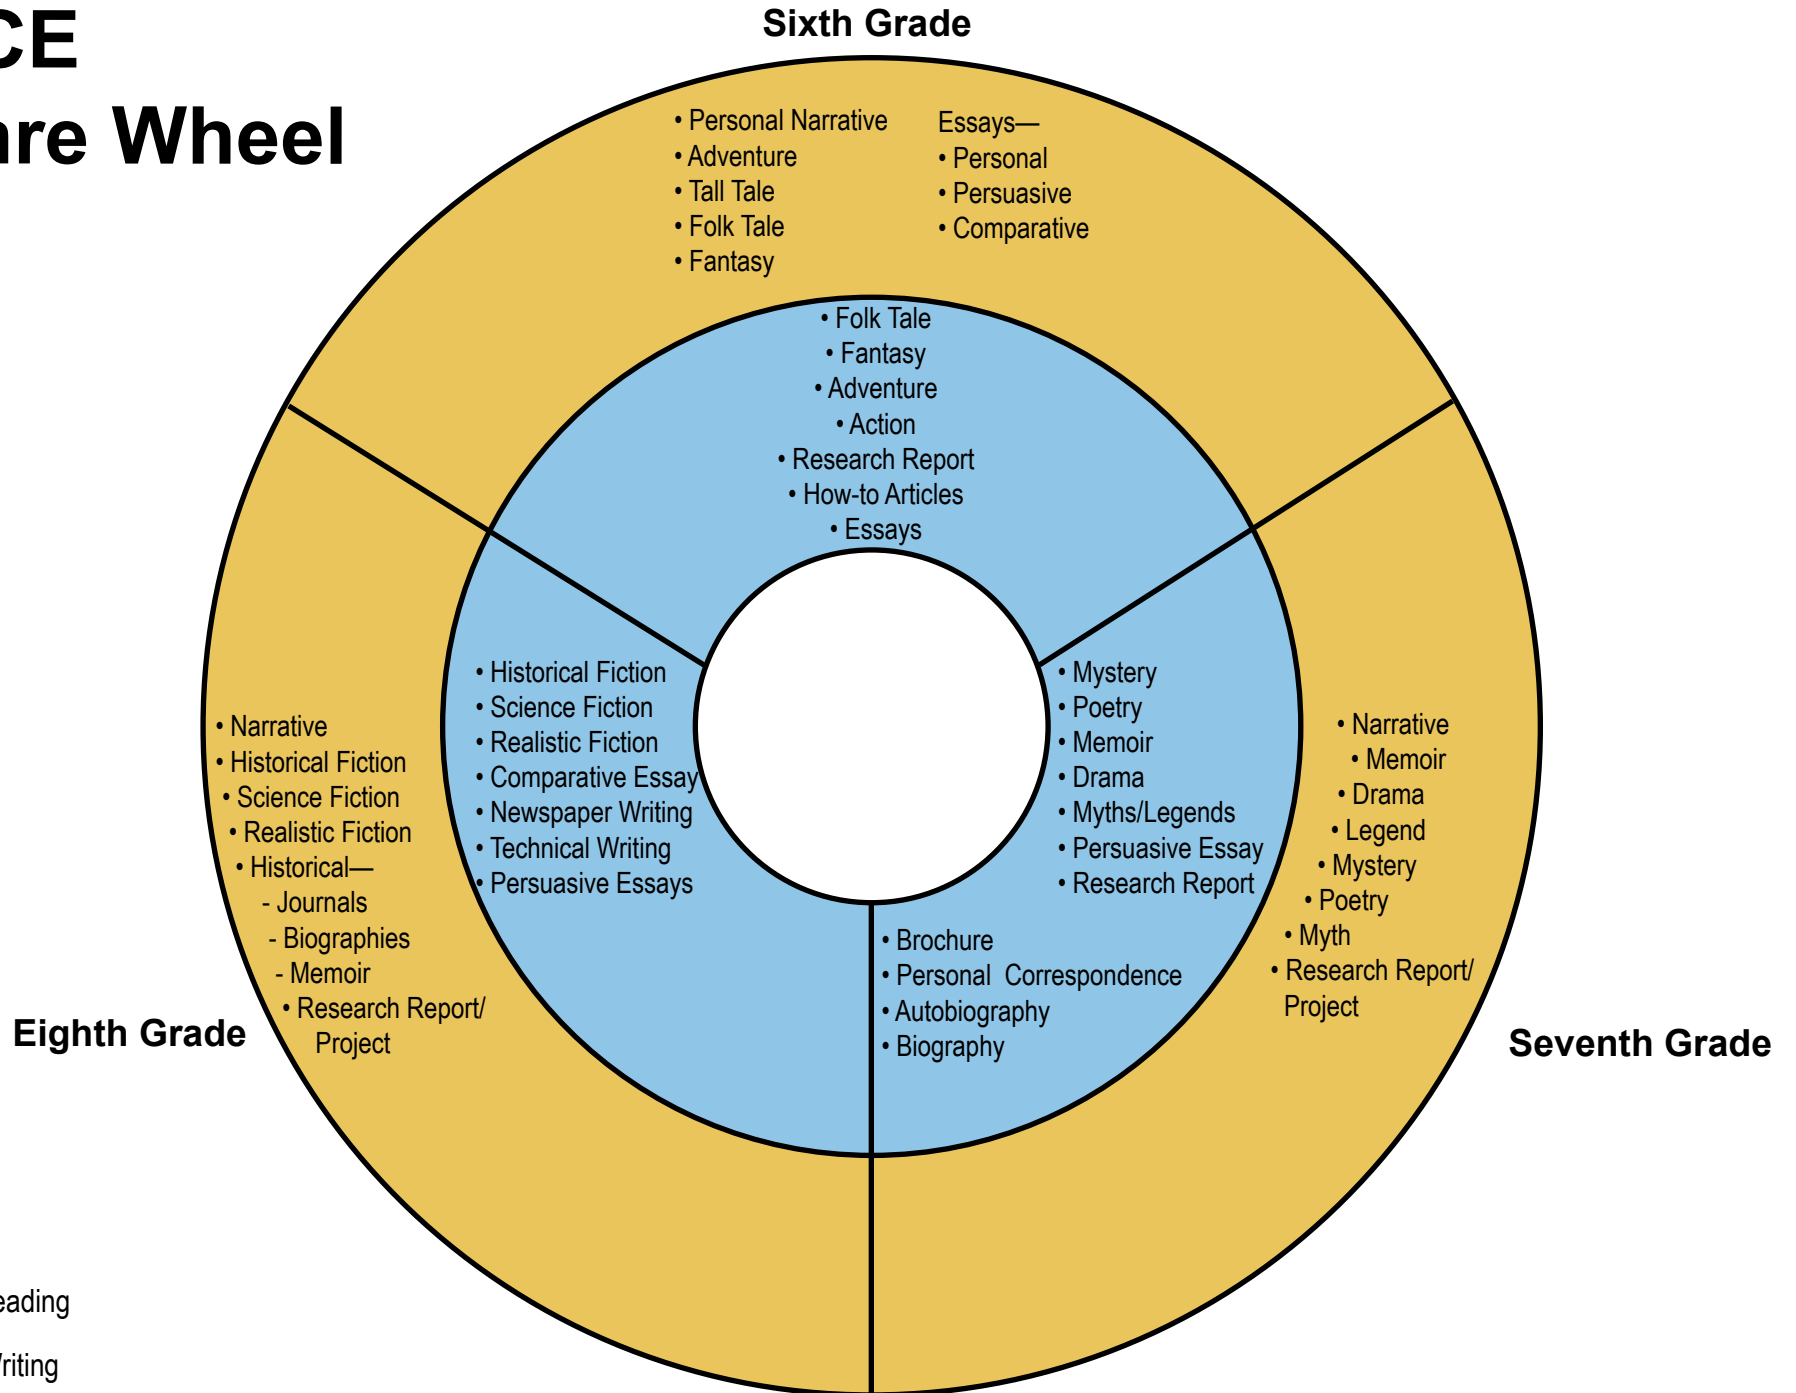 CE
are Wheel
Sixth Grade
• Personal Narrative
• Adventure
• Tall Tale
• Folk Tale
• Fantasy
Essays—
• Personal
• Persuasive
• Comparative
• Folk Tale
• Fantasy
• Adventure
• Action
• Research Report
• How-to Articles
• Essays
• Historical Fiction
• Science Fiction
• Realistic Fiction
• Comparative Essay
• Newspaper Writing
• Technical Writing
• Persuasive Essays
• Mystery
• Poetry
• Memoir
• Drama
• Myths/Legends
• Persuasive Essay
• Research Report
• Brochure
• Personal Correspondence
• Autobiography
• Biography
• Narrative
• Historical Fiction
• Science Fiction
• Realistic Fiction
• Historical—
- Journals
- Biographies
- Memoir
• Research Report/
Project
• Narrative
• Memoir
• Drama
• Legend
• Mystery
• Poetry
• Myth
• Research Report/
Project
Eighth Grade
Seventh Grade
eading
riting